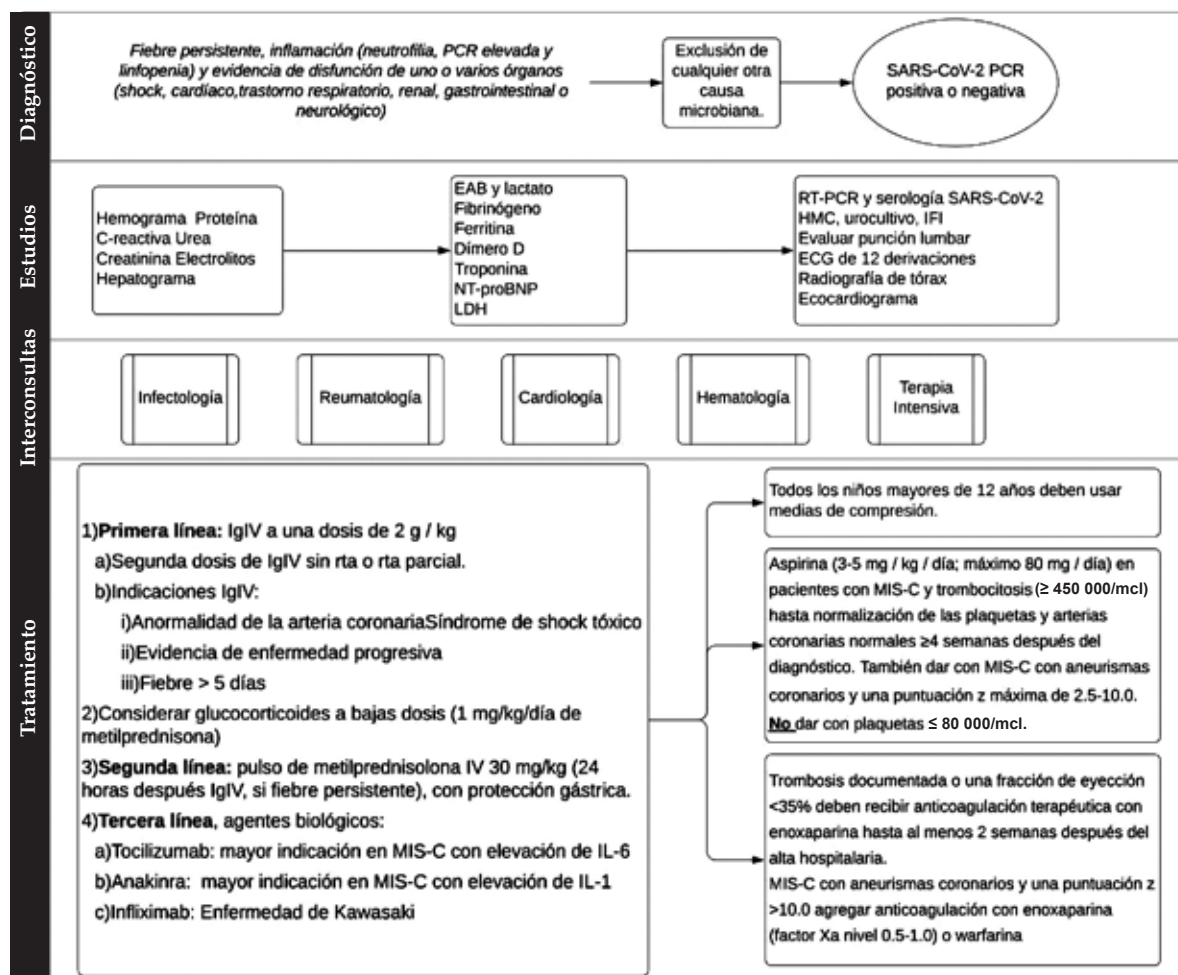 Diagnóstico
Fiebre persistente, inflamación (neutrofilia, PCR elevada y
linfopenia) y evidencia de disfunción de uno o varios órganos
(shock, cardíaco,trastorno respiratorio, renal, gastrointestinal o
neurológico)
Exclusión de
cualquier otra
causa
microbiana.
SARS-CoV-2 PCR
positiva o negativa
Estudios
Hemograma Proteína
C-reactiva Urea
Creatinina Electrolitos
Hepatograma
EAB y lactato
Fibrinógeno
Ferritina
Dímero D
Troponina
NT-proBNP
LDH
RT-PCR y serología SARS-CoV-2
HMC, urocultivo, IFI
Evaluar punción lumbar
ECG de 12 derivaciones
Radiografía de tórax
Ecocardiograma
Interconsultas
Infectología
Reumatología
Cardiología
Hematología
Terapia
Intensiva
Tratamiento
1)Primera línea: IgIV a una dosis de 2 g / kg
a)Segunda dosis de IgIV sin rta o rta parcial.
b)Indicaciones IgIV:
i)Anormalidad de la arteria coronariaSíndrome de shock tóxico
ii)Evidencia de enfermedad progresiva
iii)Fiebre > 5 días
2)Considerar glucocorticoides a bajas dosis (1 mg/kg/día de
metilprednisona)
3)Segunda línea: pulso de metilprednisolona IV 30 mg/kg (24
horas después IgIV, si fiebre persistente), con protección gástrica.
4)Tercera línea, agentes biológicos:
a)Tocilizumab: mayor indicación en MIS-C con elevación de IL-6
b)Anakinra: mayor indicación en MIS-C con elevación de IL-1
c)Infliximab: Enfermedad de Kawasaki
Todos los niños mayores de 12 años deben usar
medias de compresión.
Aspirina (3-5 mg / kg / día; máximo 80 mg / día) en
pacientes con MIS-C y trombocitosis (≥ 450 000/mcl)
hasta normalización de las plaquetas y arterias
coronarias normales ≥4 semanas después del
diagnóstico. También dar con MIS-C con aneurismas
coronarios y una puntuación z máxima de 2.5-10.0.
No dar con plaquetas ≤ 80 000/mcl.
Trombosis documentada o una fracción de eyección
<35% deben recibir anticoagulación terapéutica con
enoxaparina hasta al menos 2 semanas después del
alta hospitalaria.
MIS-C con aneurismas coronarios y una puntuación z
>10.0 agregar anticoagulación con enoxaparina
(factor Xa nivel 0.5-1.0) o warfarina